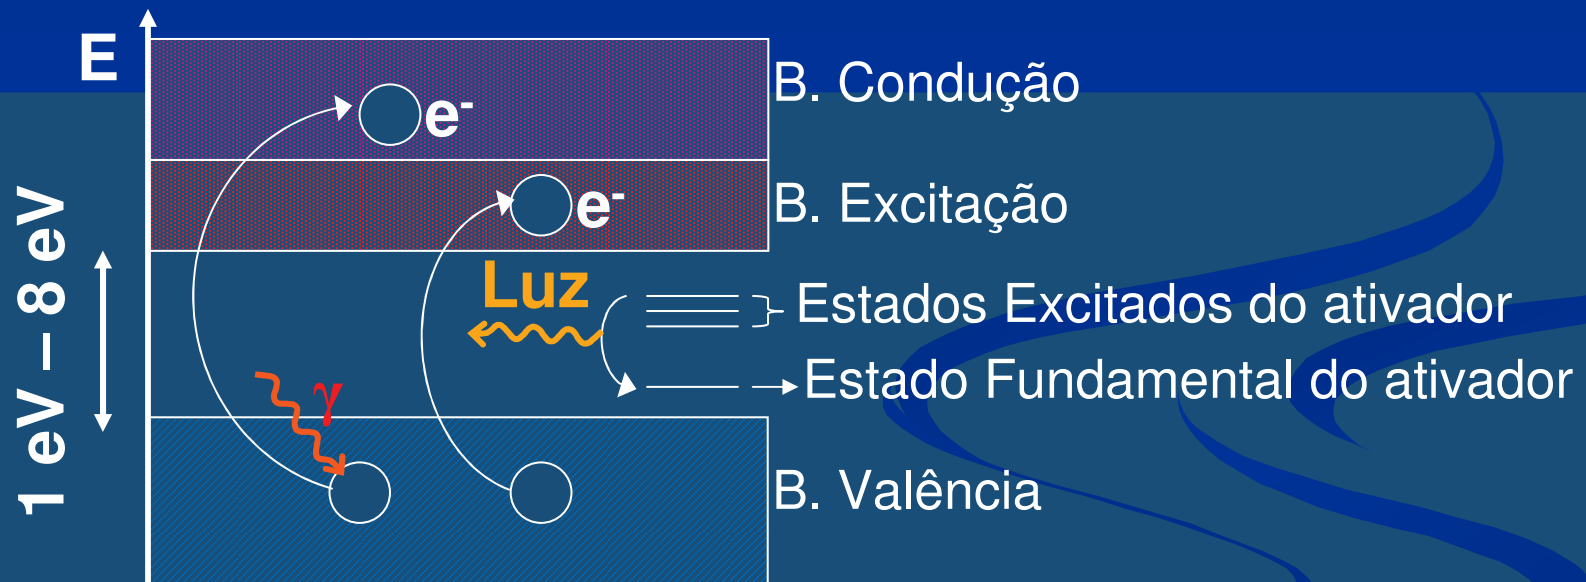 E
B. Condução
e-
B. Excitação
e-
1 eV – 8 eV
Luz
Estados Excitados do ativador
Estado Fundamental do ativador
γ
B. Valência